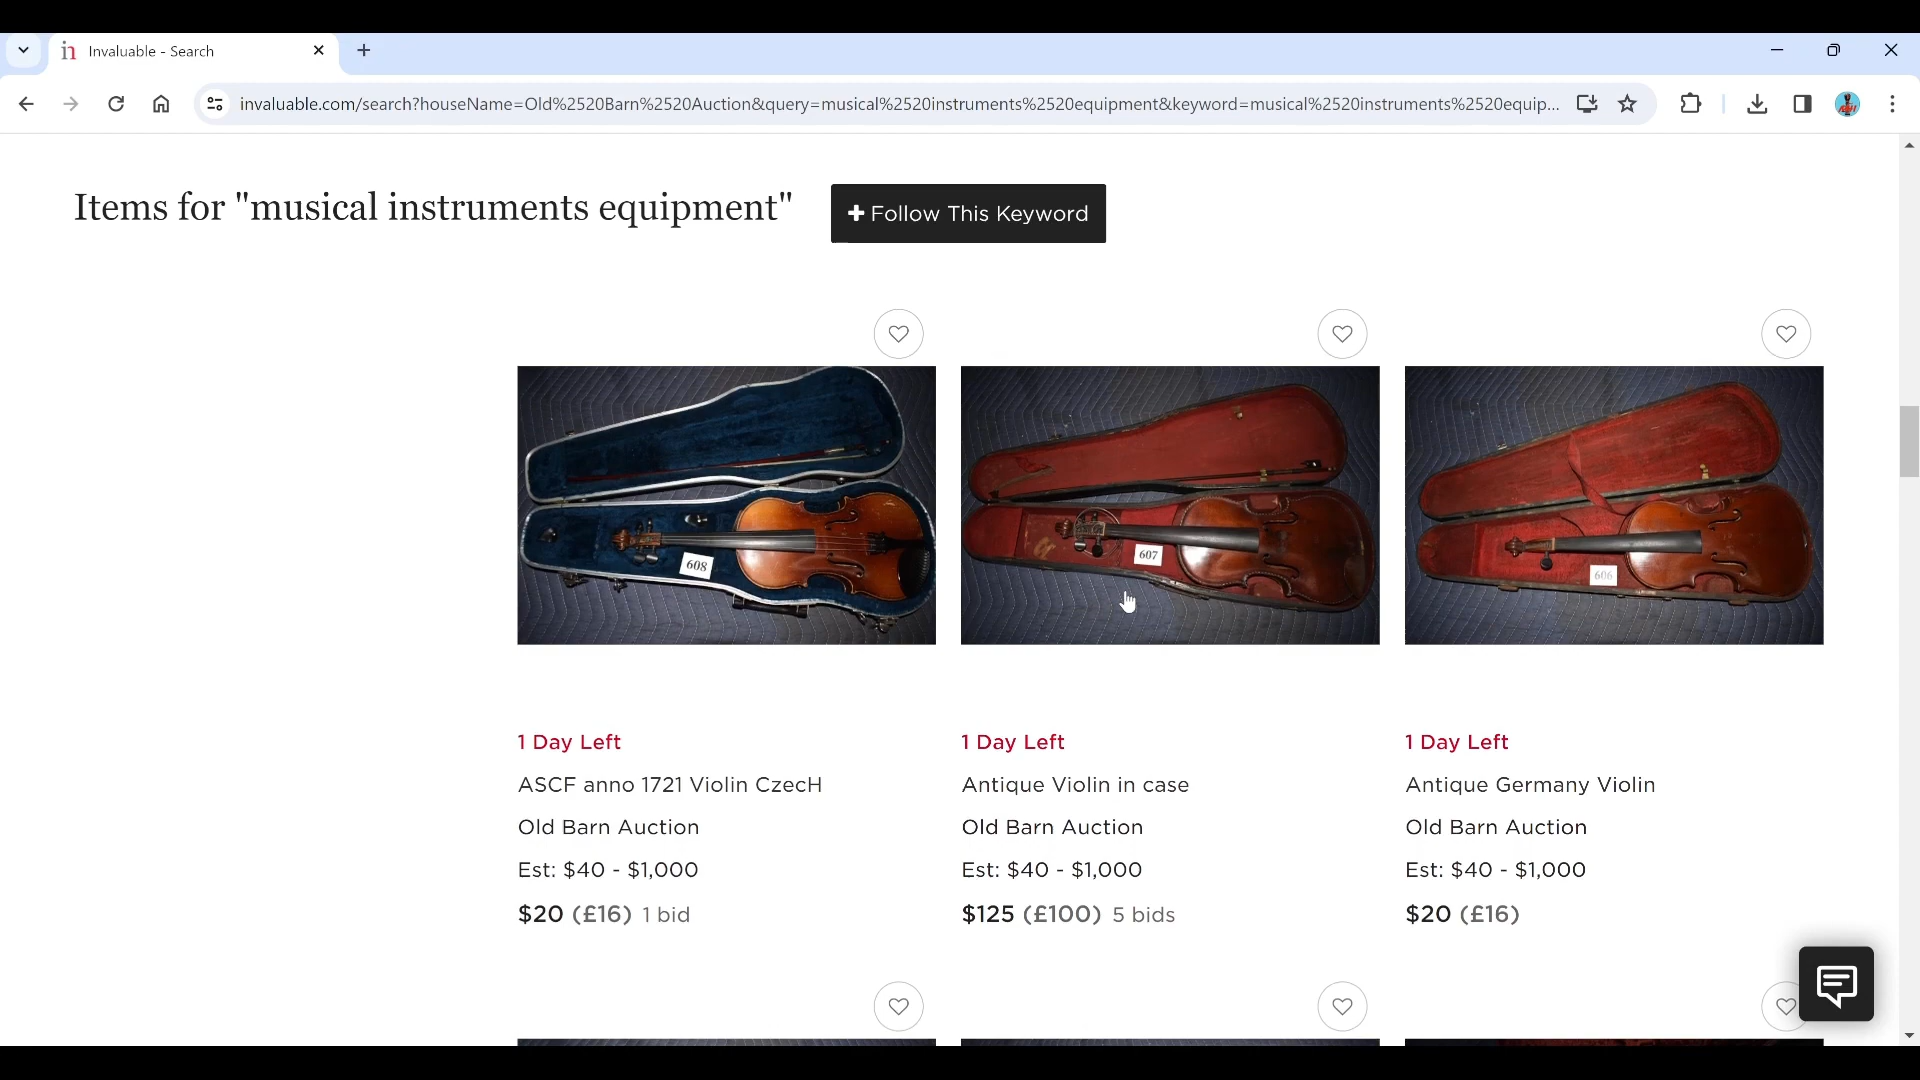 Invaluable - Search
invaluable.com/search?houseName=Old%2520Barn%2520Auction&query=musical%2520instruments%2520equipment&keyword=musical%2520instruments%2520equip...
Items for "musical instruments equipment"
Follow This Keyword
608
607
606
1 Day Left
ASCF anno 1721 Violin CzecH
Old Barn Auction
Est: $40 - $1,000
$20 (£16) 1 bid
1 Day Left
Antique Violin in case
Old Barn Auction
Est: $40 - $1,000
$125 (£100) 5 bids
1 Day Left
Antique Germany Violin
Old Barn Auction
Est: $40 - $1,000
$20 (£16)